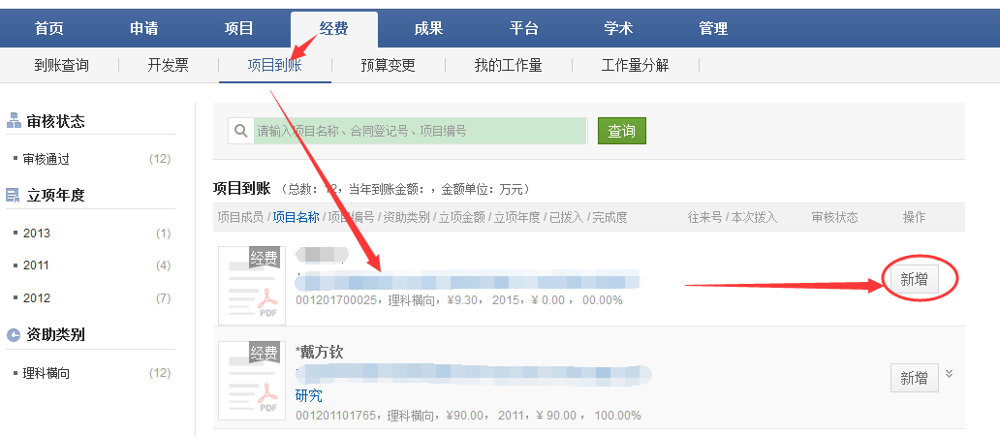 首页 申请 项目 经费 成果 平台 学术 管理
到账查询 开发票 项目到账 预算变更 我的工作量 工作量分解
审核状态
审核通过 (12)
立项年度
2013 (1)
2011 (4)
2012 (7)
资助类别
理科横向 (12)
请输入项目名称、合同登记号、项目编号 查询
项目到账 （总数：12，当年到账金额：，金额单位：万元）
项目成员 / 项目名称 / 项目编号 / 资助类别 / 立项金额 / 立项年度 / 已拨入 / 完成度 往来号 / 本次拨入 审核状态 操作
经费
PDF
001201700025，理科横向，¥9.30， 2015，¥ 0.00 ， 00.00%
新增
经费
PDF
*戴方钦
研究
001201101765，理科横向，¥90.00， 2011，¥ 90.00 ， 100.00%
新增